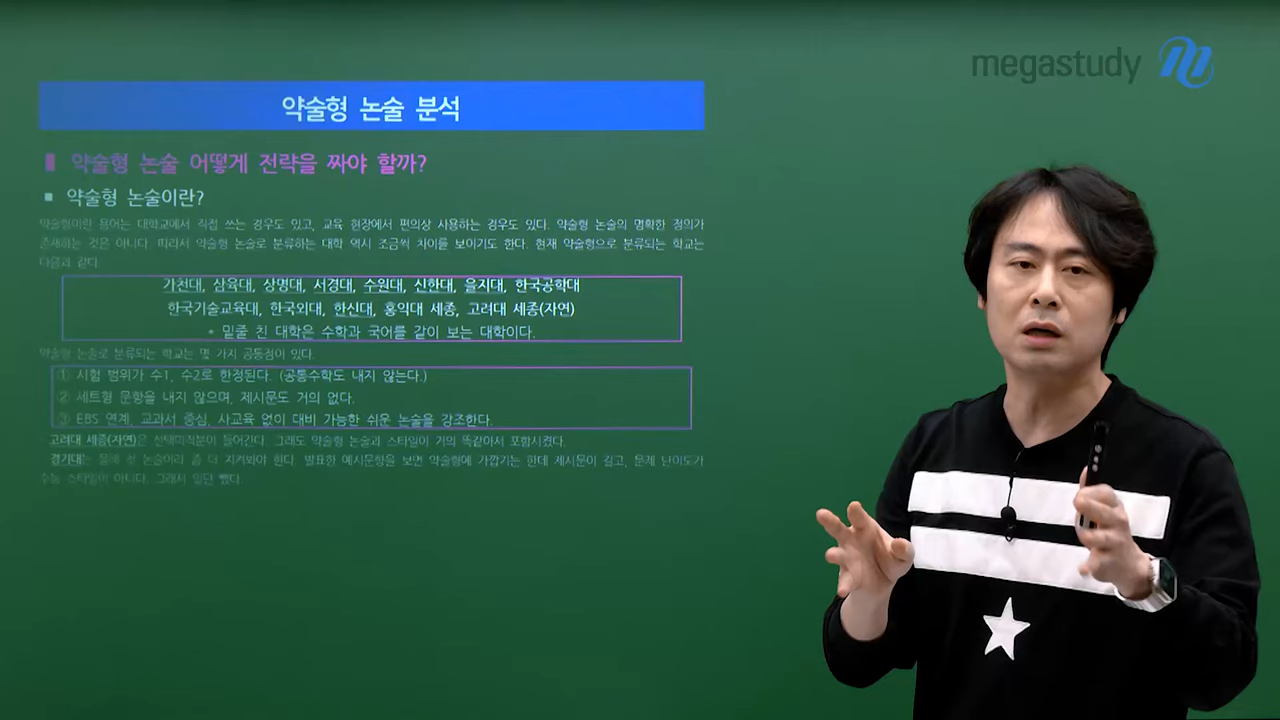 megastudy
약술형 논술 분석
약술형 논술 어떻게 전략을 짜야 할까?
약술형 논술이란?
약술형이란 용어는 대학교에서 직접 쓰는 경우도 있고, 교육 현장에서 편의상 사용하는 경우도 있다. 약술형 논술의 명확한 정의가
존재하는 것은 아니다. 따라서 약술형 논술로 분류하는 대학 역시 조금씩 차이를 보이기도 한다. 현재 약술형으로 분류되는 학교는
다음과 같다.
가천대, 삼육대, 상명대, 서경대, 수원대, 신한대, 을지대, 한국공학대
한국기술교육대, 한국외대, 한신대, 홍익대 세종, 고려대 세종(자연)
* 밑줄 친 대학은 수학과 국어를 같이 보는 대학이다.
약술형 논술로 분류되는 학교는 몇 가지 공통점이 있다.
① 시험 범위가 수1, 수2로 한정된다. (공통수학도 내지 않는다.)
② 세트형 문항을 내지 않으며, 제시문도 거의 없다.
③ EBS 연계, 교과서 중심, 사교육 없이 대비 가능한 쉬운 논술을 강조한다.
고려대 세종(자연)은 선택미적분이 들어간다. 그래도 약술형 논술과 스타일이 거의 똑같아서 포함시켰다.
경기대는 올해 첫 논술이라 좀 더 지켜봐야 한다. 발표한 예시문항을 보면 약술형에 가깝기는 한데 제시문이 길고, 문제 난이도가
수능 스타일이 아니다. 그래서 일단 뺐다.